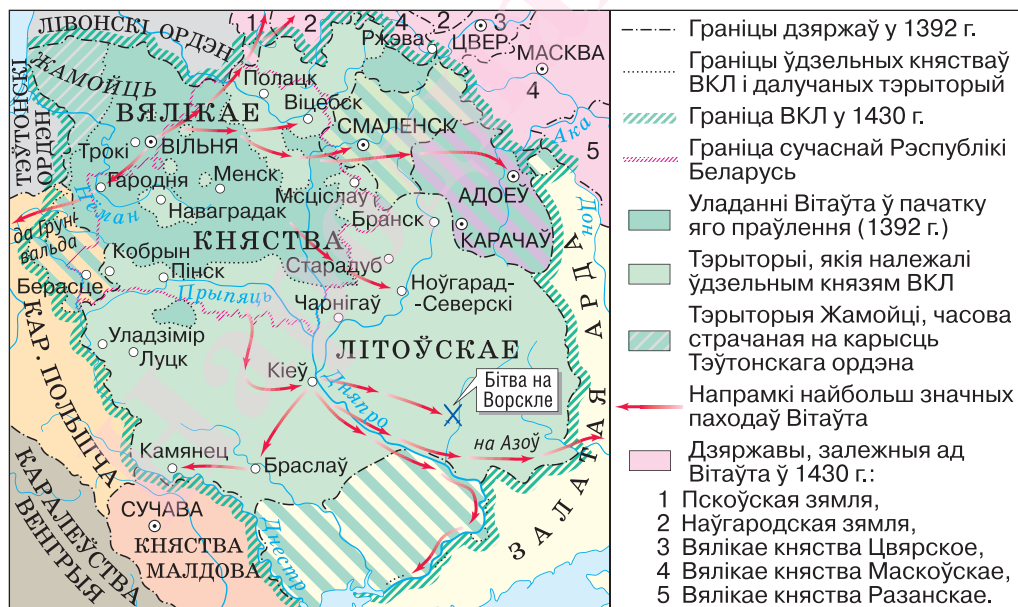 ЛІВОНСКІ ОРДЭН
1
2
4
2
3
Ржэва
ЦВЕР
МАСКВА
4
ЖАМОЙЦЬ
Полацк
ВЯЛІКАЕ
Віцебск
СМАЛЕНСК
Ака
5
ТЭЎТОНСКІ
ОРДЭН
Трокі
ВІЛЬНЯ
Гародня
Менск
Мсціслаў
АДОЕЎ
Нёман
Наваградак
Бранск
КАРАЧАЎ
Дон
да Грун-
вальда
КНЯСТВА
Кобрын
Пінск
Старадуб
Берасце
Прыпяць
Ноўгарад-
-Северскі
Чарнігаў
Уладзімір
Луцк
ЛІТОЎСКАЕ
КАР. ПОЛЬШЧА
Кіеў
Дняпро
Бітва на
Ворскле
ЗАЛАТАЯ АРДА
на Азоў
Камянец
Браслаў
СУЧАВА
КНЯСТВА
МАЛДОВА
Днестр
КАРАЛЕЎСТВА
ВЕНГРЫЯ
Граніцы дзяржаў у 1392 г.
Граніцы ўдзельных княстваў
ВКЛ і далучаных тэрыторый
Граніца ВКЛ у 1430 г.
Граніца сучаснай Рэспублікі
Беларусь
Уладанні Вітаўта ў пачатку
яго праўлення (1392 г.)
Тэрыторыі, якія належалі
ўдзельным князям ВКЛ
Тэрыторыя Жамойці, часова
страчаная на карысць
Тэўтонскага ордэна
Напрамкі найбольш значных
паходаў Вітаўта
Дзяржавы, залежныя ад
Вітаўта ў 1430 г.:
1 Пскоўская зямля,
2 Наўгародская зямля,
3 Вялікае княства Цвярское,
4 Вялікае княства Маскоўскае,
5 Вялікае княства Разанскае.